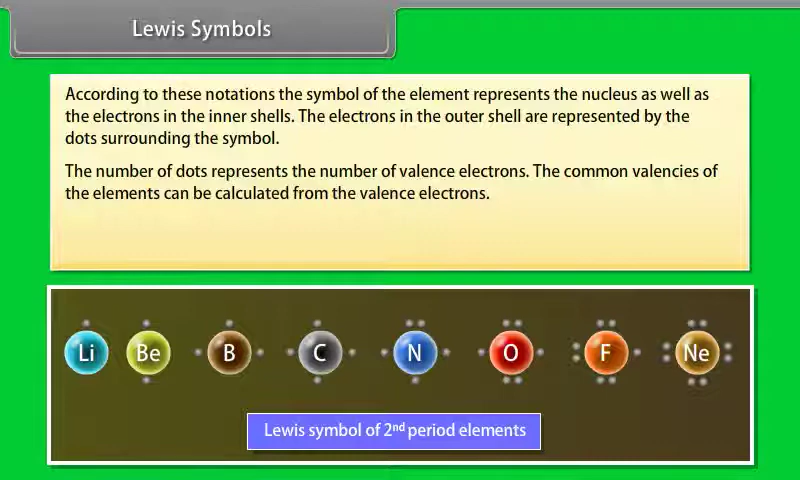 Lewis Symbols
According to these notations the symbol of the element represents the nucleus as well as
the electrons in the inner shells. The electrons in the outer shell are represented by the
dots surrounding the symbol.
The number of dots represents the number of valence electrons. The common valencies of
the elements can be calculated from the valence electrons.
Li Be B C N O F Ne
Lewis symbol of 2nd period elements